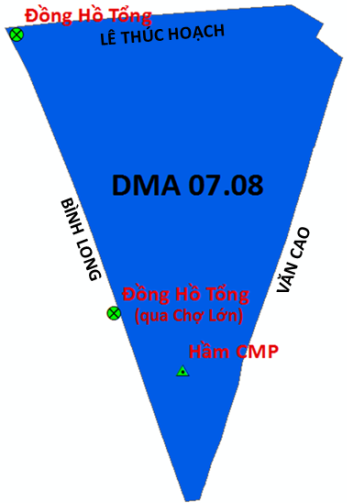 Đồng Hồ Tổng
LÊ THÚC HOẠCH
DMA 07.08
BÌNH LONG
VĂN CAO
Đồng Hồ Tổng
(qua Chợ Lớn)
Hầm CMP